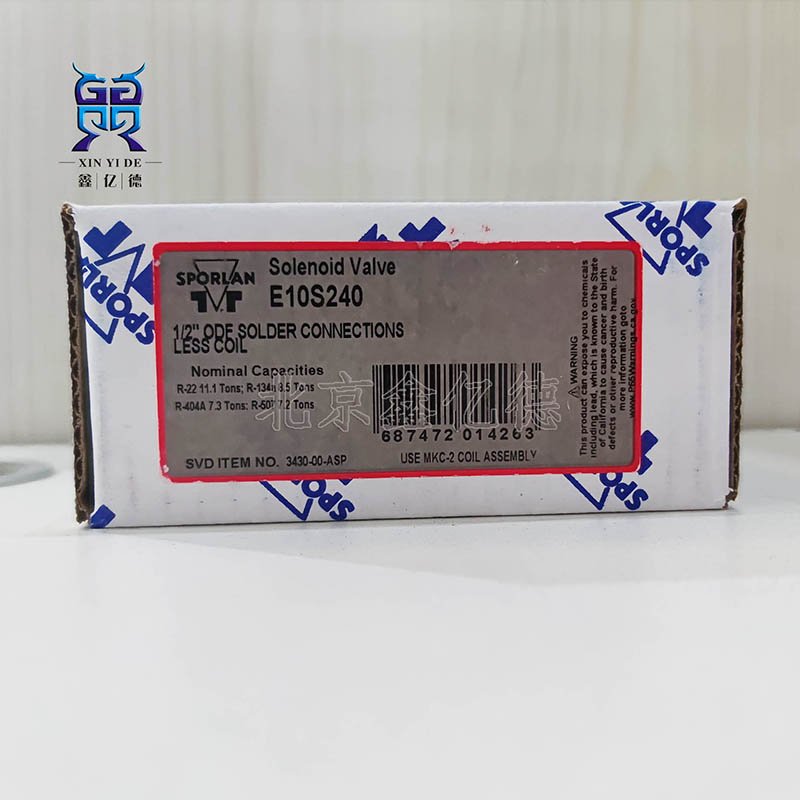 XIN YI DE
鑫 亿 德
SPORLAN
Solenoid Valve
E10S240
1/2" ODF SOLDER CONNECTIONS
LESS COIL
Nominal Capacities
R-22 11.1 Tons; R-134a 8.5 Tons
R-404A 7.3 Tons: R-507 7.2 Tons
北京鑫亿德
687472 014263
SVD ITEM NO. 3430-00-ASP
USE MKC-2 COIL ASSEMBLY
⚠ WARNING
This product can expose you to chemicals
including lead, which is known to the State
of California to cause cancer and birth
defects or other reproductive harm. For
more information goto
www.P65Warnings.ca.gov
SPORLAN
SPORLAN
SPORLAN